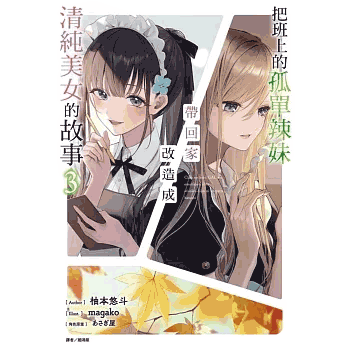 把班上的孤單辣妹
帶回家
改造成
清純美女的故事
3
[Author] 柚本悠斗
[Illust.] magako
[角色原案] あさぎ屋